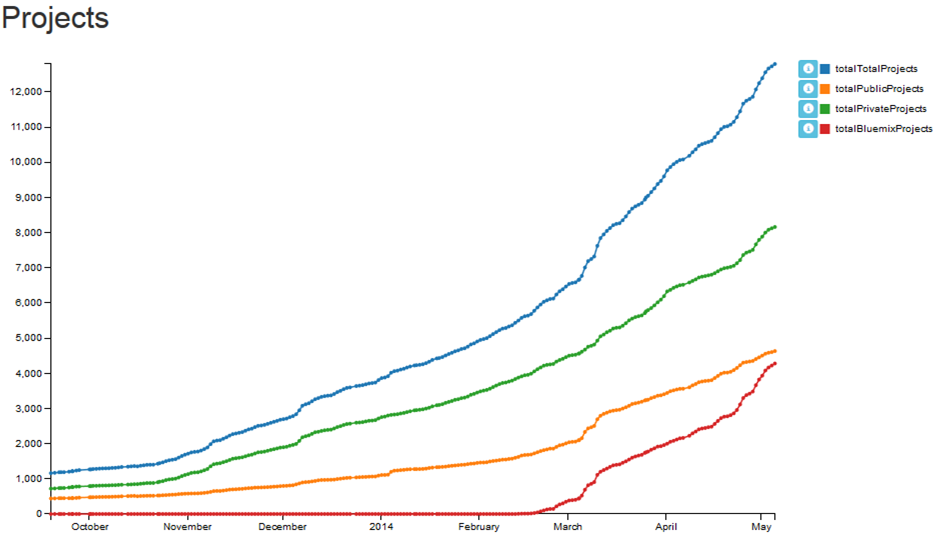 Projects
totalTotalProjects
totalPublicProjects
totalPrivateProjects
totalBluemixProjects
12,000
11,000
10,000
9,000
8,000
7,000
6,000
5,000
4,000
3,000
2,000
1,000
0
October November December 2014 February March April May